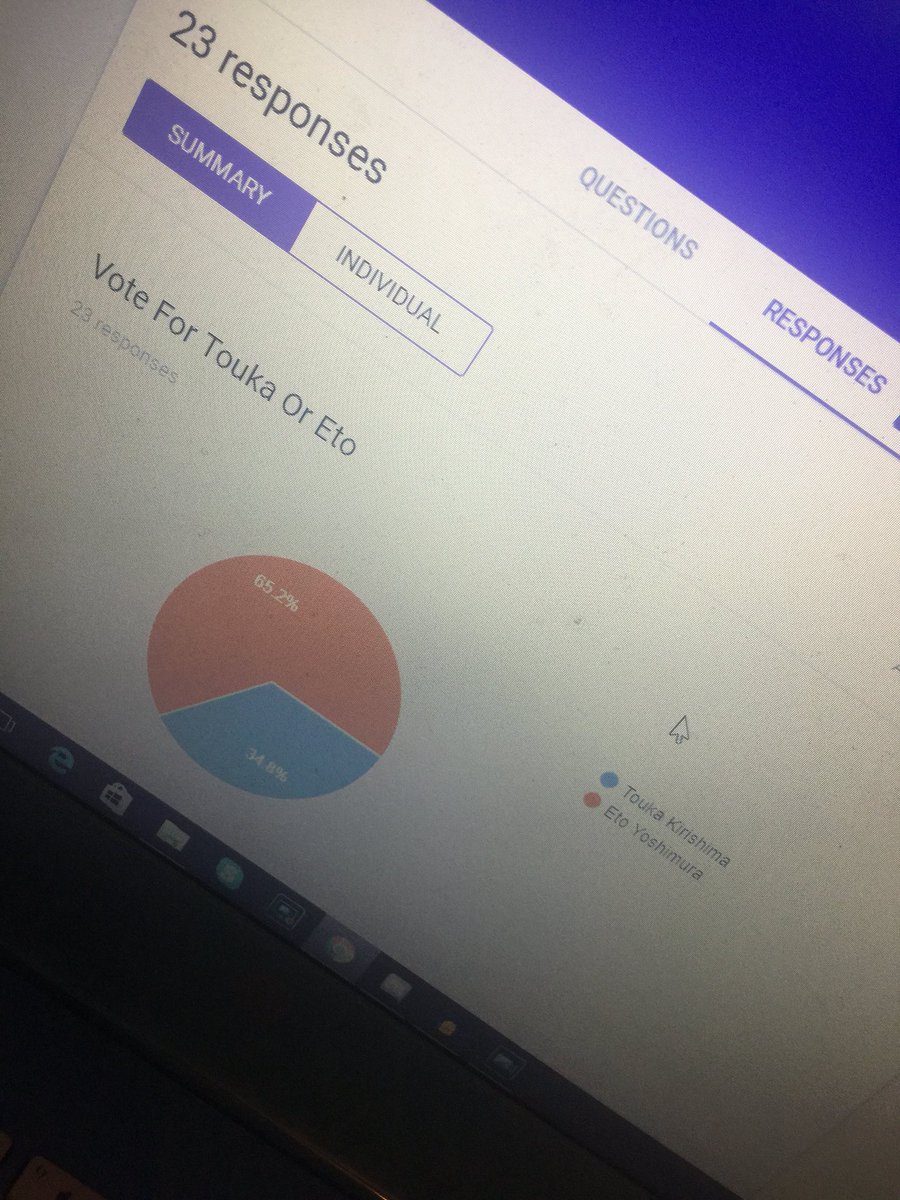 QUESTIONS
RESPONSES
23 responses
SUMMARY
INDIVIDUAL
Vote For Touka Or Eto
23 responses
65.2%
34.8%
Touka Kirishima
Eto Yoshimura